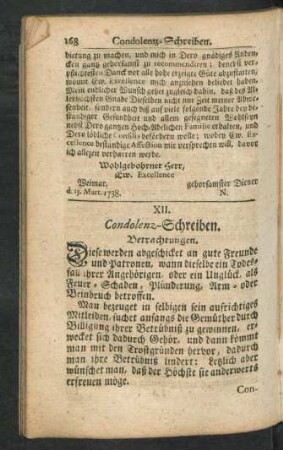 168 Condolenz-Schreiben.
bietung zu machen, und mich in Dero gnädiges Anden-
cken ganz gehorsamst zu recommendiren; benebst ver-
pflichtesten Danck vor alle hohe erzeigte Güte abzustatten;
womit Ew. Excellence mich anzusehen beliebet haben.
Mein endlicher Wunsch gehet zugleich dahin, daß des Al-
lerhöchsten Gnade Dieselben nicht nur Zeit meiner Abwe-
senheit, sondern auch biß auf viele folgende Jahre bey be-
ständiger Gesundheit und allem gesegneten Wohlseyn
nebst Dero ganzen Hoch-Adelichen Familie erhalten, und
Dero löbliche Consilia befördern wolle; wobey Ew. Ex-
cellence beständige Affection mir versprechen will, davor
ich allezeit verharren werde.
Wohlgebohrner Herr,
Ew. Excellence
Weimar, gehorsamster Diener
d. 13. Mart. 1738. N.
XII.
Condolenz-Schreiben.
Betrachtungen.
Diese werden abgeschicket an gute Freunde
und Patronen, wann dieselbe ein Todes-
fall ihrer Angehörigen, oder ein Unglück, als
Feuer-Schaden, Plünderung, Arm- oder
Beinbruch betroffen.
Man bezeuget in selbigen sein aufrichtiges
Mitleiden, suchet anfangs die Gemüther durch
Billigung ihrer Betrübniß zu gewinnen, er-
wecket sich dadurch Gehör, und dann kömmt
man mit den Trostgründen hervor, dadurch
man ihre Betrübniß lindert; Letzlich aber
wünschet man, daß der Höchste sie anderwerts
erfreuen möge.
Con-